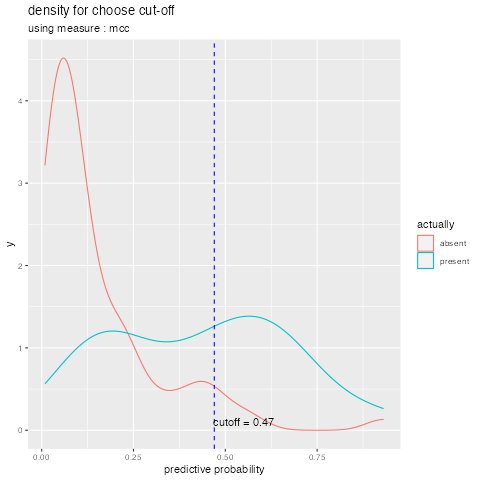 density for choose cut-off
using measure : mcc
y
4
3
2
1
0
cutoff = 0.47
0.00 0.25 0.50 0.75
predictive probability
actually
absent
present